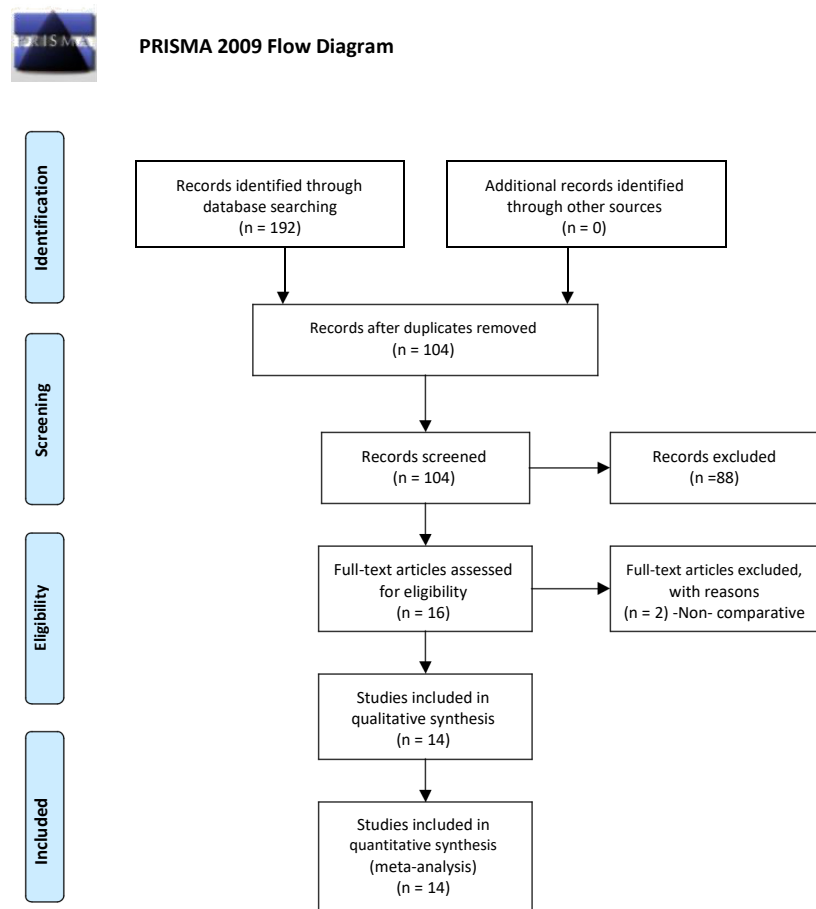 PRISMA
PRISMA 2009 Flow Diagram
Identification
Records identified through
database searching
(n = 192)
Additional records identified
through other sources
(n = 0)
Records after duplicates removed
(n = 104)
Screening
Records screened
(n = 104)
Records excluded
(n =88)
Eligibility
Full-text articles assessed
for eligibility
(n = 16)
Full-text articles excluded,
with reasons
(n = 2) -Non- comparative
Studies included in
qualitative synthesis
(n = 14)
Included
Studies included in
quantitative synthesis
(meta-analysis)
(n = 14)